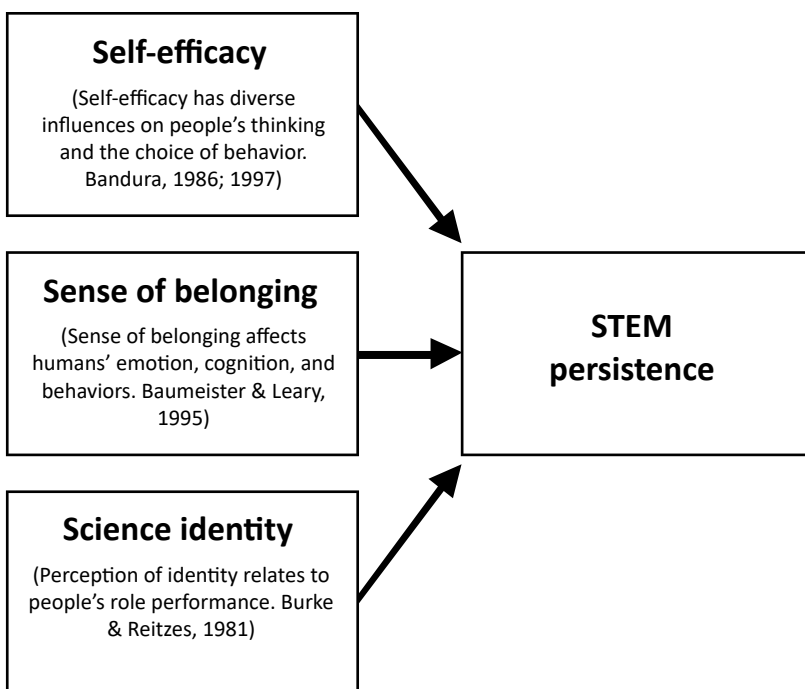 Self-efficacy
(Self-efficacy has diverse
influences on people’s thinking
and the choice of behavior.
Bandura, 1986; 1997)
Sense of belonging
(Sense of belonging affects
humans’ emotion, cognition, and
behaviors. Baumeister & Leary,
1995)
Science identity
(Perception of identity relates to
people’s role performance. Burke
& Reitzes, 1981)
STEM
persistence